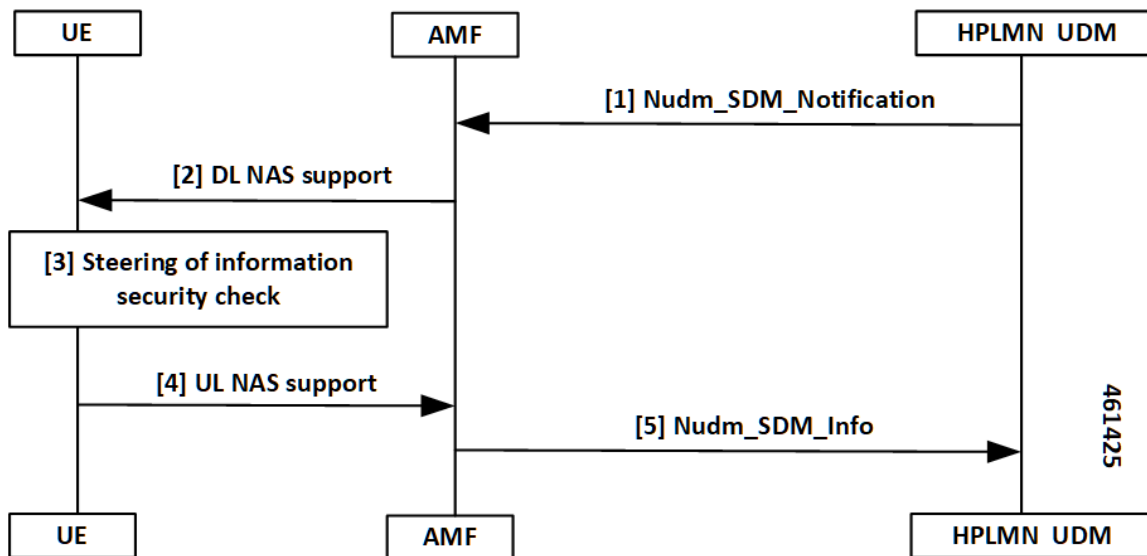 UE
AMF
HPLMN UDM
[1] Nudm_SDM_Notification
[2] DL NAS support
[3] Steering of information
security check
[4] UL NAS support
[5] Nudm_SDM_Info
461425
UE
AMF
HPLMN UDM